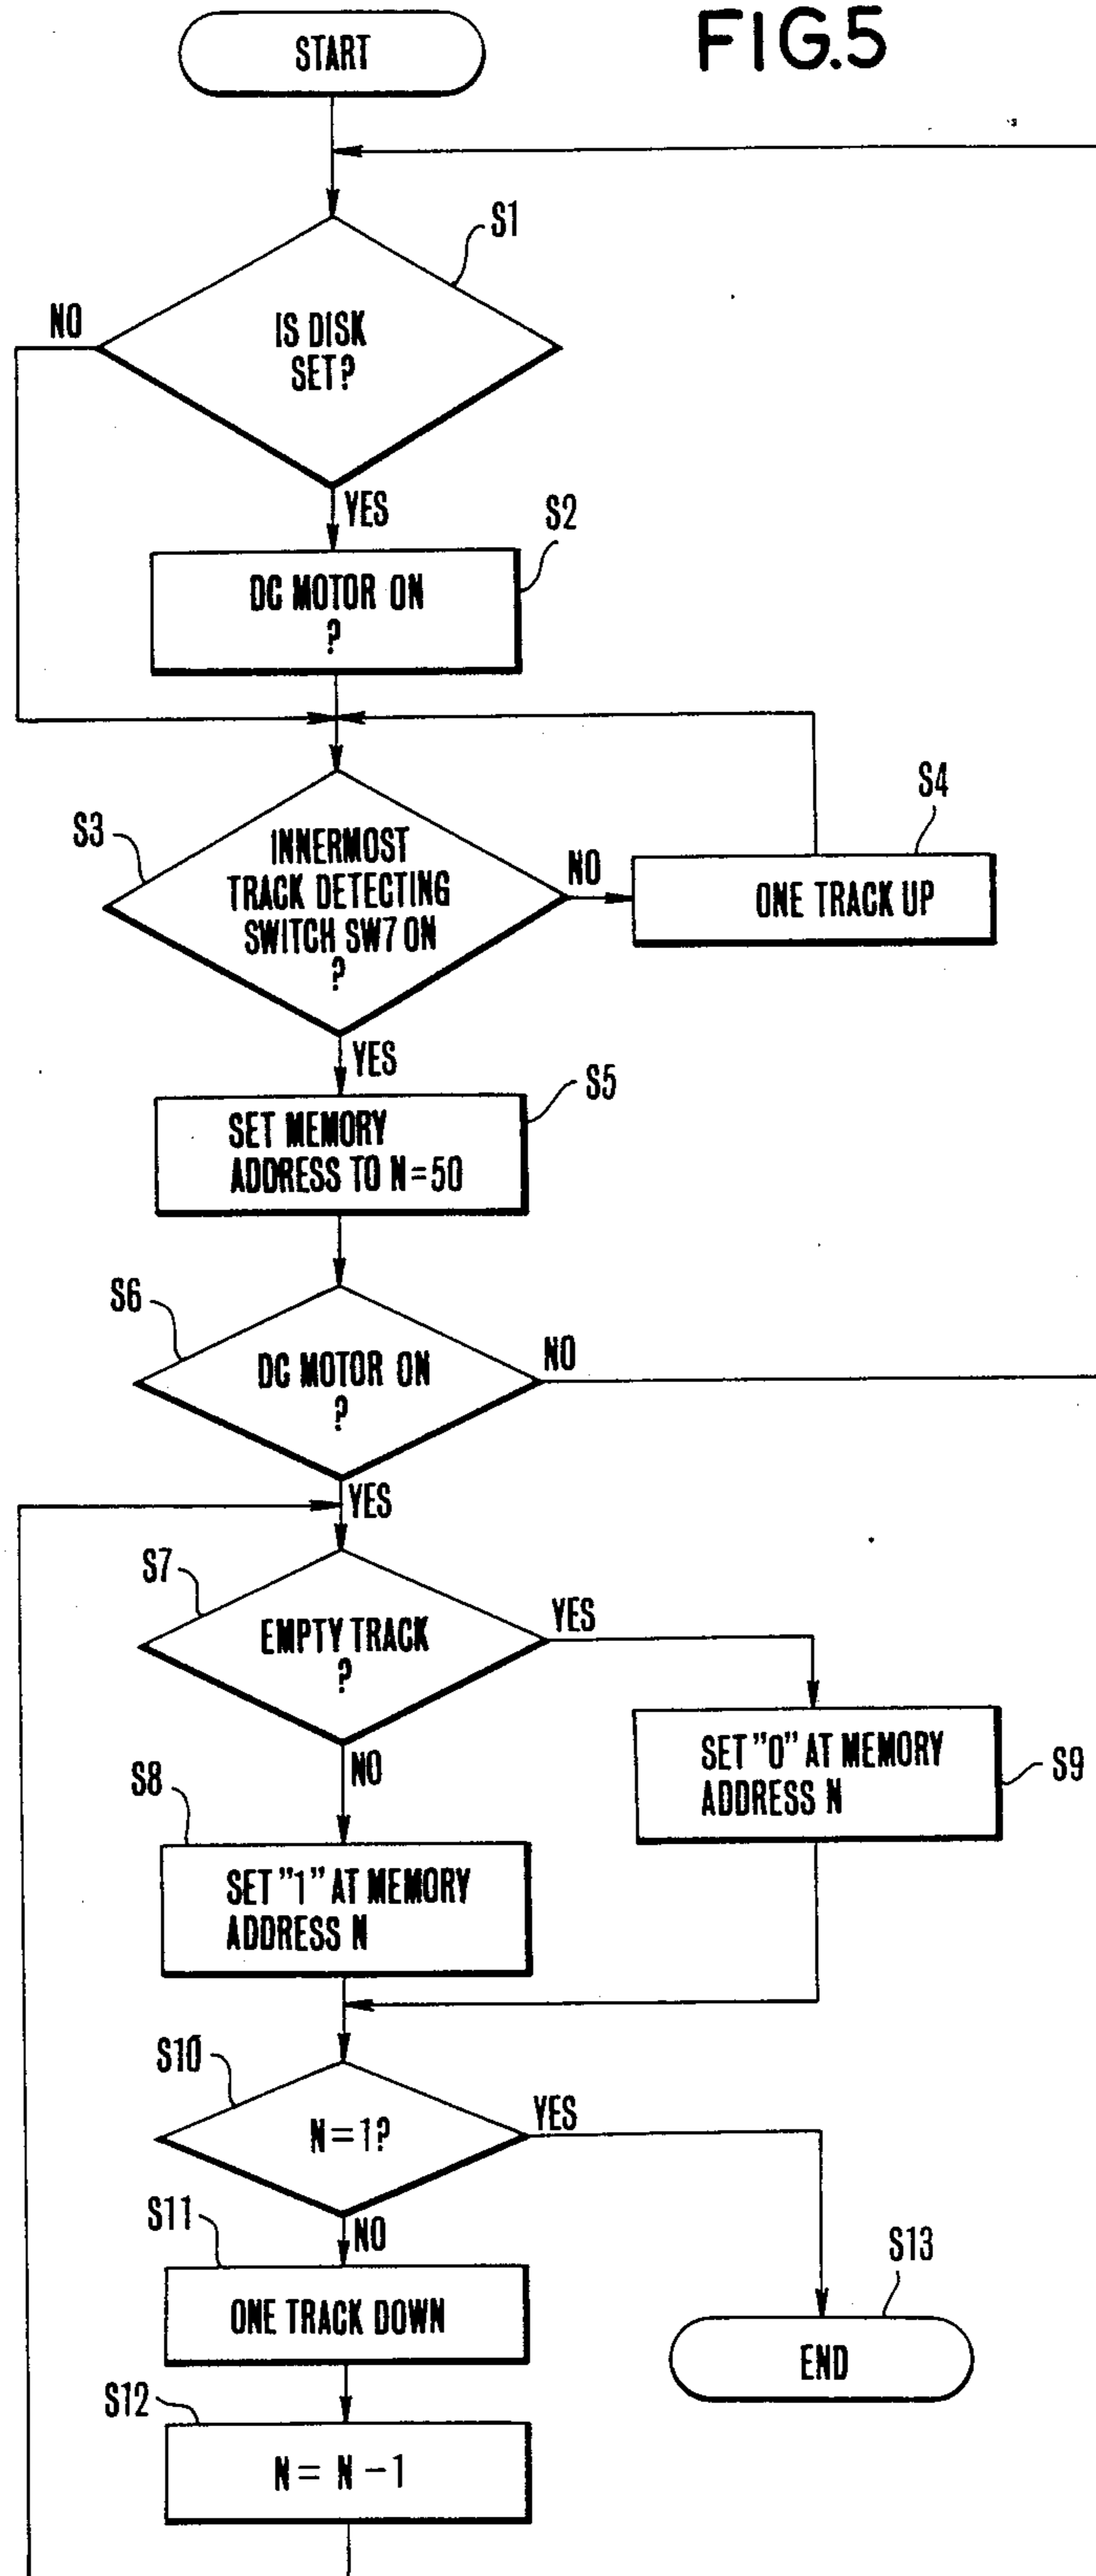 FIG.5
START
S1
NO
IS DISK
SET?
YES
S2
DC MOTOR ON
?
S3
INNERMOST
TRACK DETECTING
SWITCH SW7 ON
?
NO
S4
ONE TRACK UP
YES
S5
SET MEMORY
ADDRESS TO N=50
S6
DC MOTOR ON
?
NO
YES
S7
EMPTY TRACK
?
YES
NO
S8
SET "1" AT MEMORY
ADDRESS N
SET "0" AT MEMORY
ADDRESS N
S9
S10
N=1?
YES
NO
S11
ONE TRACK DOWN
S13
END
S12
N = N -1